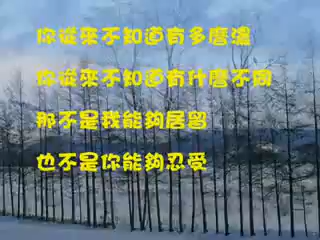 你從來不知道有多麼溫
你從來不知道有什麼不同
那不是我能夠居留
也不是你能夠忍受